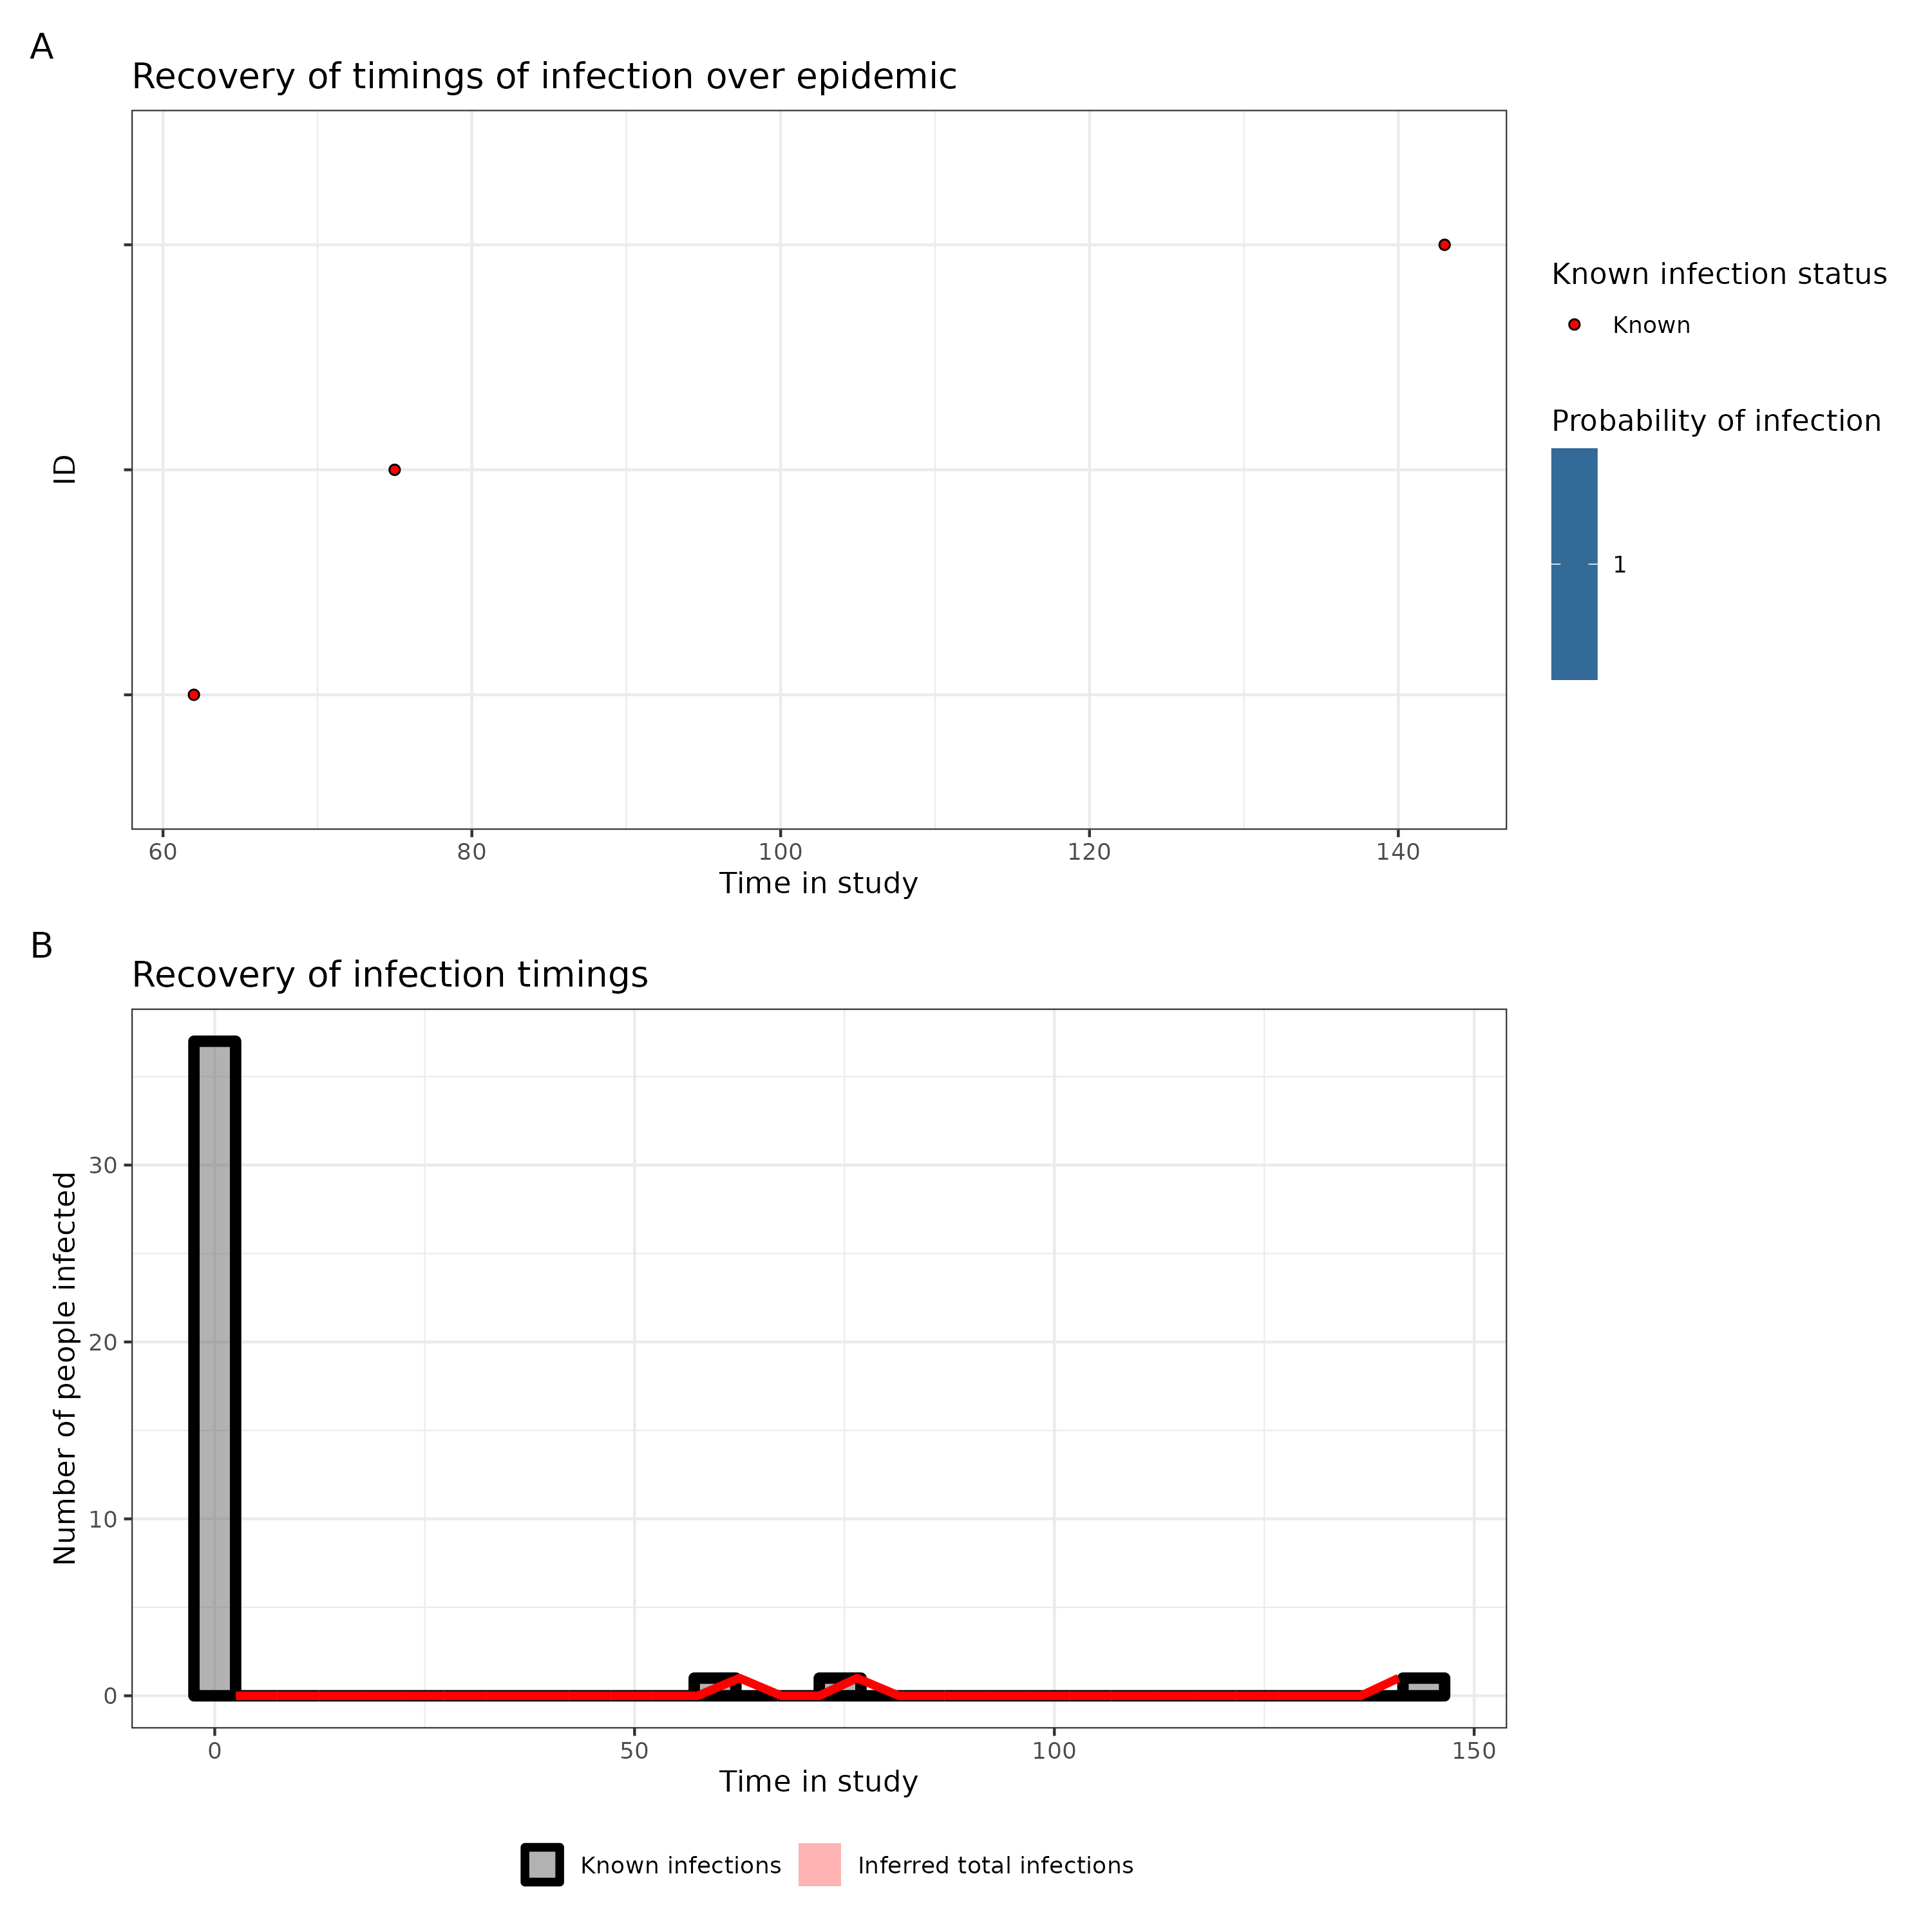 A
Recovery of timings of infection over epidemic
ID
60 80 100 120 140
Time in study
Known infection status
Known
Probability of infection
1
B
Recovery of infection timings
Number of people infected
30
20
10
0
0 50 100 150
Time in study
Known infections Inferred total infections